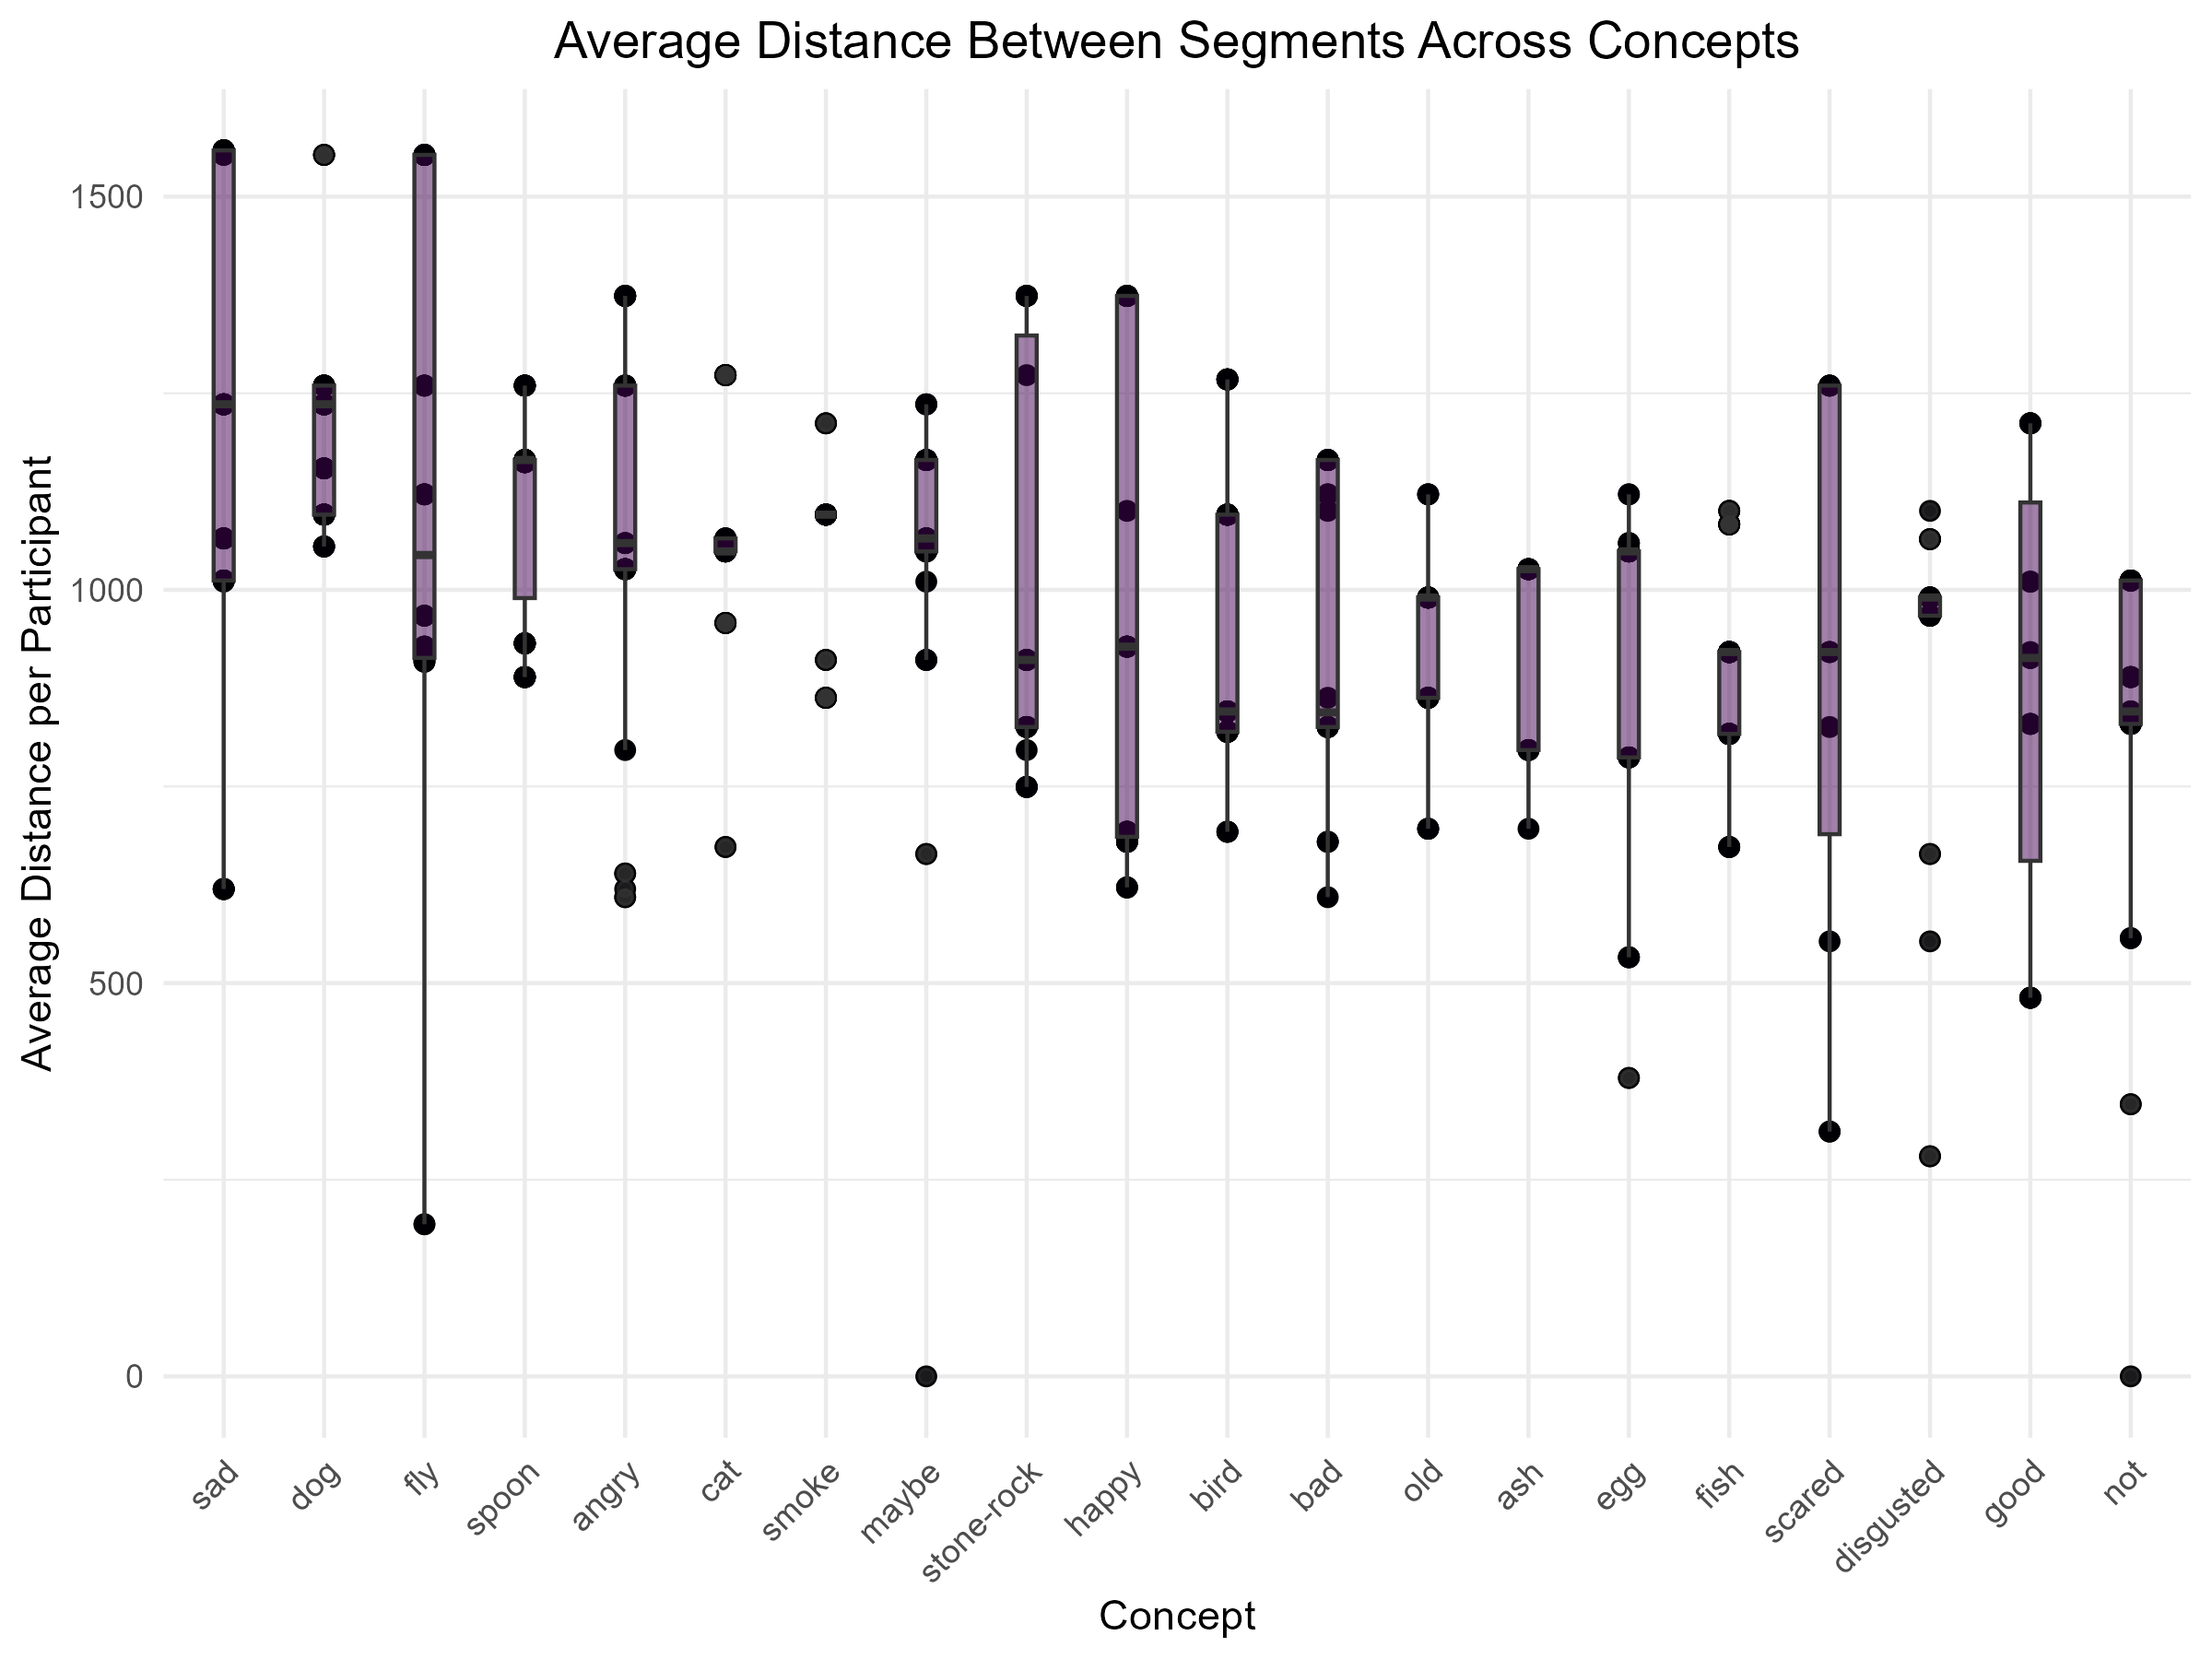 Average Distance Between Segments Across Concepts
Average Distance per Participant
1500
1000
500
0
sad
dog
fly
spoon
angry
cat
smoke
maybe
stone-rock
happy
bird
bad
old
ash
egg
fish
scared
disgusted
good
not
Concept